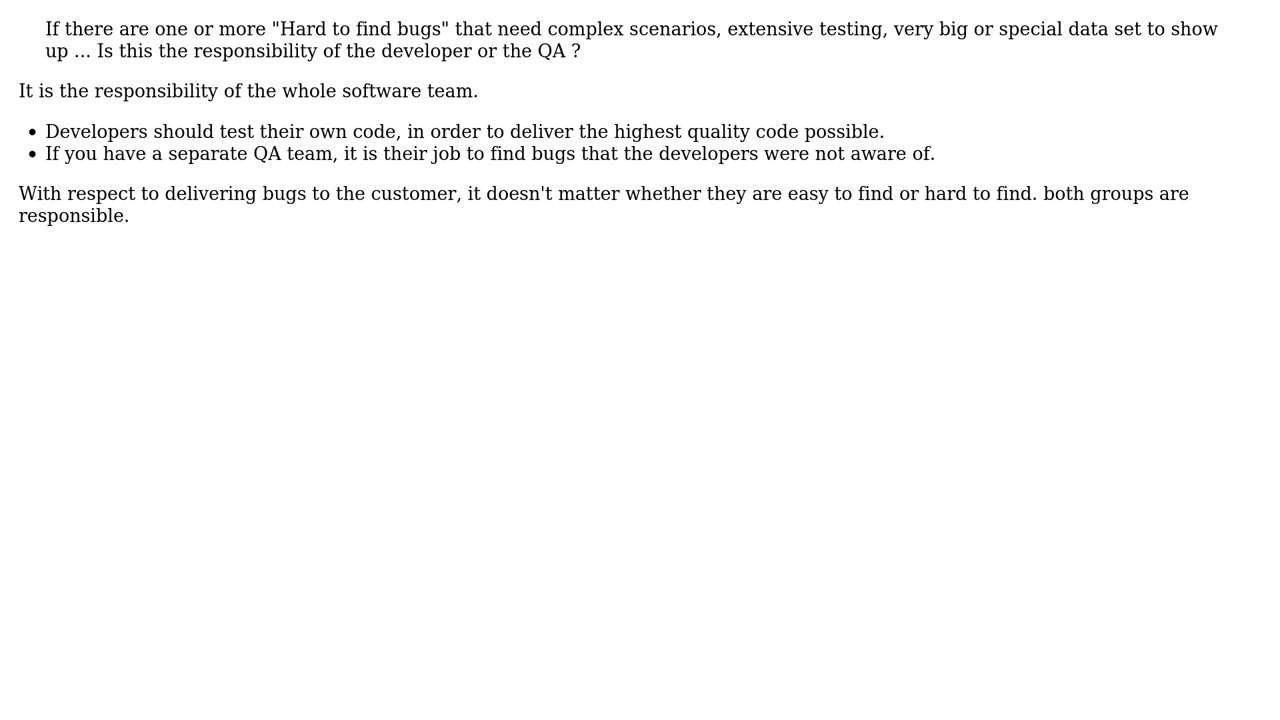 If there are one or more "Hard to find bugs" that need complex scenarios, extensive testing, very big or special data set to show
up ... Is this the responsibility of the developer or the QA ?
It is the responsibility of the whole software team.
• Developers should test their own code, in order to deliver the highest quality code possible.
• If you have a separate QA team, it is their job to find bugs that the developers were not aware of.
With respect to delivering bugs to the customer, it doesn't matter whether they are easy to find or hard to find. both groups are
responsible.